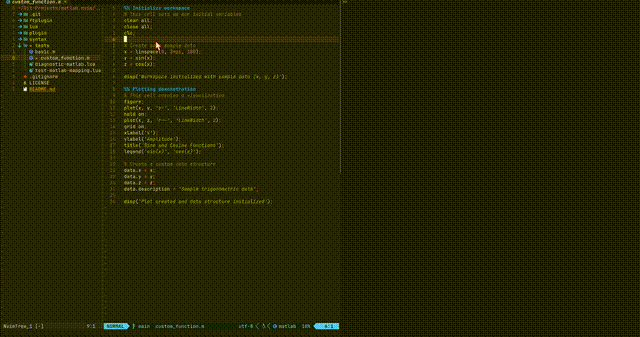 custom_function.m
.git
ftplugin
lua
plugin
syntax
tests
basic.m
custom_function.m
diagnostic-matlab.lua
test-matlab-mapping.lua
.gitignore
LICENSE
README.md
%% Initialize workspace
% This cell sets up our initial variables
clear all;
close all;
clc;
% Create some sample data
x = linspace(0, 2*pi, 100);
y = sin(x);
z = cos(x);
disp('Workspace initialized with sample data (x, y, z)');
%% Plotting demonstration
% This cell creates a visualization
figure;
plot(x, y, 'b-', 'LineWidth', 2);
hold on;
plot(x, z, 'r--', 'LineWidth', 2);
grid on;
xlabel('x');
ylabel('Amplitude');
title('Sine and Cosine Functions');
legend('sin(x)', 'cos(x)');
% Create a custom data structure
data.x = x;
data.y = y;
data.z = z;
data.description = 'Sample trigonometric data';
disp('Plot created and data structure initialized');
NvimTree_1 [-] 9:1 NORMAL main custom_function.m utf-8 matlab 16% 6:1